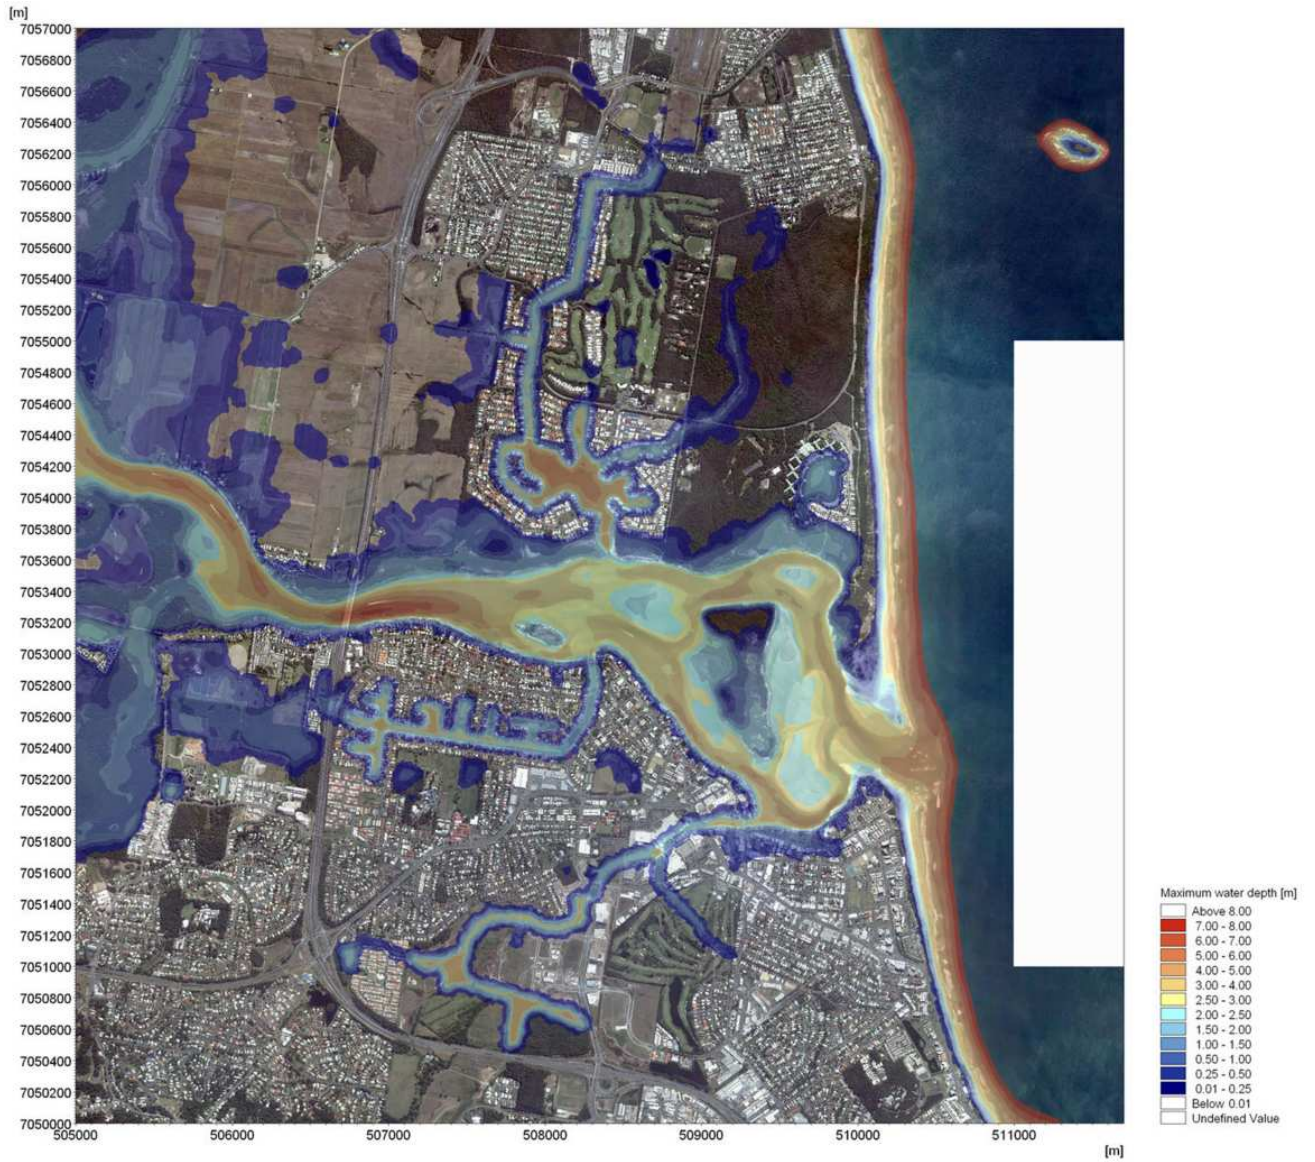 [m]
7057000
7056800
7056600
7056400
7056200
7056000
7055800
7055600
7055400
7055200
7055000
7054800
7054600
7054400
7054200
7054000
7053800
7053600
7053400
7053200
7053000
7052800
7052600
7052400
7052200
7052000
7051800
7051600
7051400
7051200
7051000
7050800
7050600
7050400
7050200
7050000
505000 506000 507000 508000 509000 510000 511000
[m]
Maximum water depth [m]
Above 8.00
7.00 - 8.00
6.00 - 7.00
5.00 - 6.00
4.00 - 5.00
3.00 - 4.00
2.50 - 3.00
2.00 - 2.50
1.50 - 2.00
1.00 - 1.50
0.50 - 1.00
0.25 - 0.50
0.01 - 0.25
Below 0.01
Undefined Value